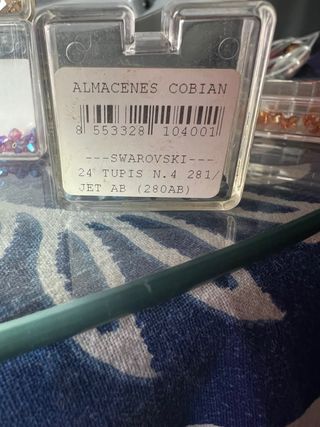 ALMACENES COBIAN
8 553328 104001
---SWAROVSKI---
24 TUPIS N.4 281/
JET AB (280AB)